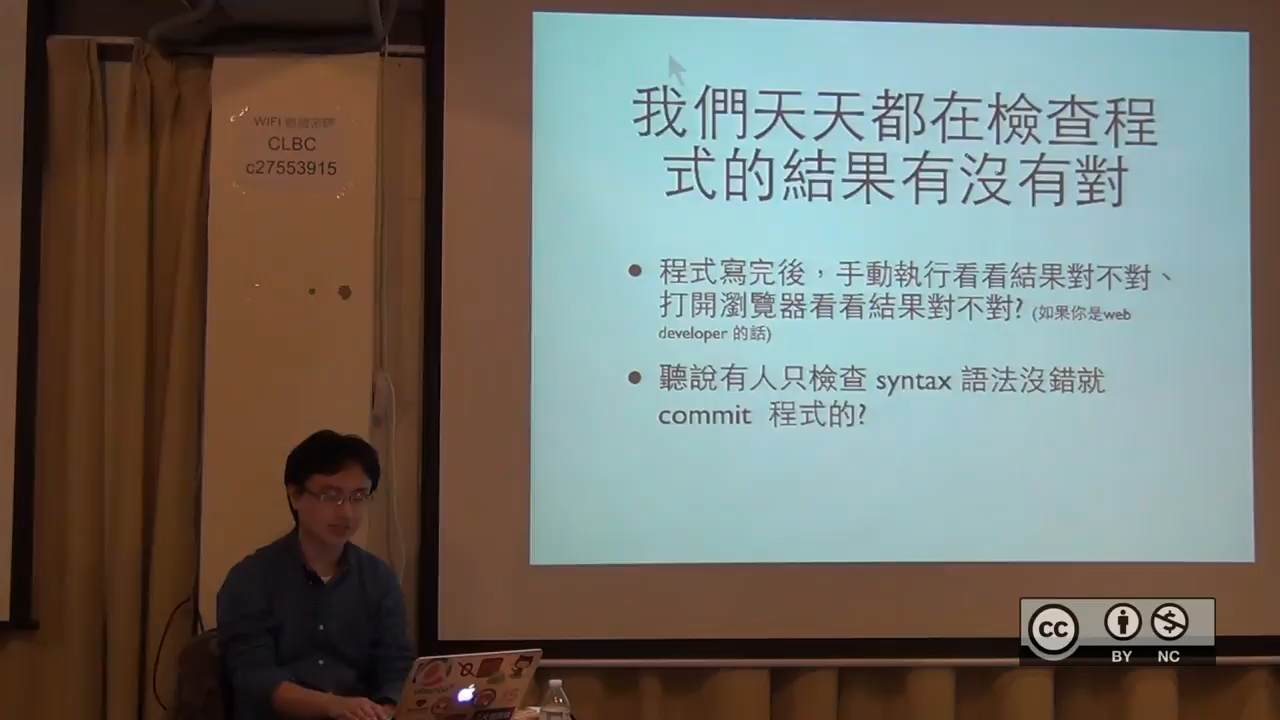 WIFI
CLBC
c27553915
我們天天都在檢查程
式的結果有沒有對
程式寫完後，手動執行看看結果對不對、
打開瀏覽器看看結果對不對? (如果你是web
developer 的話)
聽說有人只檢查 syntax 語法沒錯就
commit 程式的?
CC
BY NC